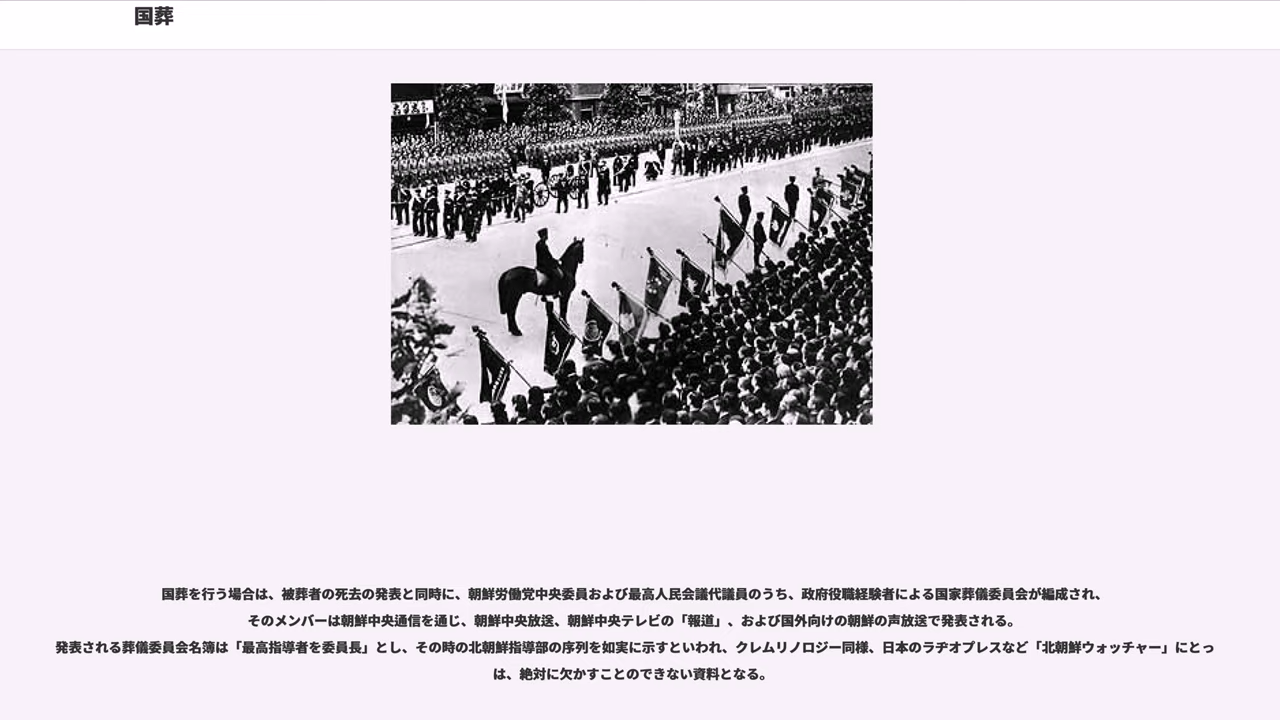 国葬
国葬を行う場合は、被葬者の死去の発表と同時に、朝鮮労働党中央委員および最高人民会議代議員のうち、政府役職経験者による国家葬儀委員会が編成され、
そのメンバーは朝鮮中央通信を通じ、朝鮮中央放送、朝鮮中央テレビの「報道」、および国外向けの朝鮮の声放送で発表される。
発表される葬儀委員会名簿は「最高指導者を委員長」とし、その時の北朝鮮指導部の序列を如実に示すといわれ、クレムリノロジー同様、日本のラヂオプレスなど「北朝鮮ウォッチャー」にとっ
は、絶対に欠かすことのできない資料となる。